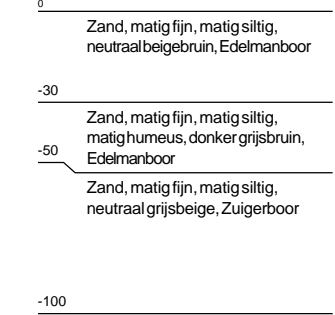 0
Zand, matig fijn, matig siltig,
neutraal beigebruin, Edelmanboor
-30
Zand, matig fijn, matig siltig,
matig humeus, donker grijsbruin,
-50
Edelmanboor
Zand, matig fijn, matig siltig,
neutraal grijsbeige, Zuigerboor
-100